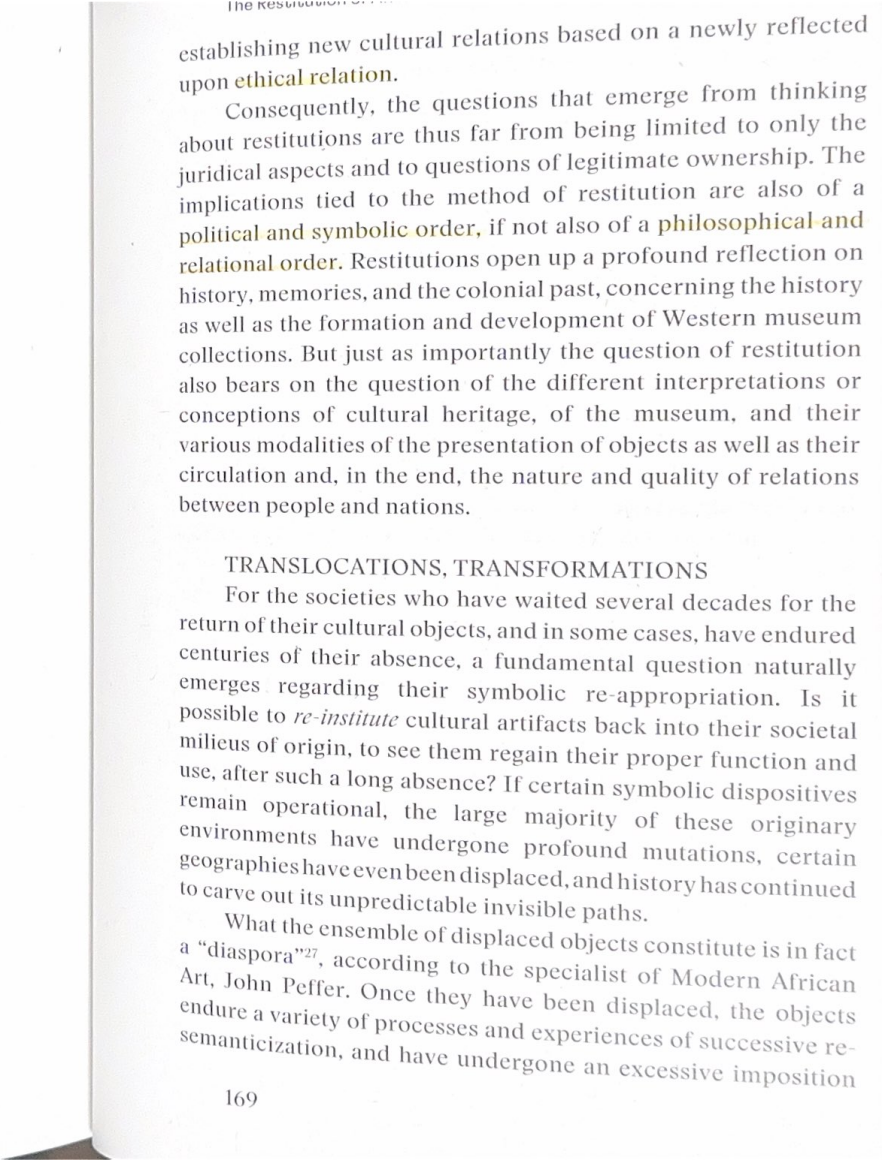 establishing new cultural relations based on a newly reflected
upon ethical relation.
Consequently, the questions that emerge from thinking
about restitutions are thus far from being limited to only the
juridical aspects and to questions of legitimate ownership. The
implications tied to the method of restitution are also of a
political and symbolic order, if not also of a philosophical and
relational order. Restitutions open up a profound reflection on
history, memories, and the colonial past, concerning the history
as well as the formation and development of Western museum
collections. But just as importantly the question of restitution
also bears on the question of the different interpretations or
conceptions of cultural heritage, of the museum, and their
various modalities of the presentation of objects as well as their
circulation and, in the end, the nature and quality of relations
between people and nations.
TRANSLOCATIONS, TRANSFORMATIONS
For the societies who have waited several decades for the
return of their cultural objects, and in some cases, have endured
centuries of their absence, a fundamental question naturally
emerges regarding their symbolic re-appropriation. Is it
possible to re-institute cultural artifacts back into their societal
milieus of origin, to see them regain their proper function and
use, after such a long absence? If certain symbolic dispositives
remain operational, the large majority of these originary
environments have undergone profound mutations, certain
geographies have even been displaced, and history has continued
to carve out its unpredictable invisible paths.
What the ensemble of displaced objects constitute is in fact
a “diaspora”27, according to the specialist of Modern African
Art, John Peffer. Once they have been displaced, the objects
endure a variety of processes and experiences of successive re-
semanticization, and have undergone an excessive imposition
169